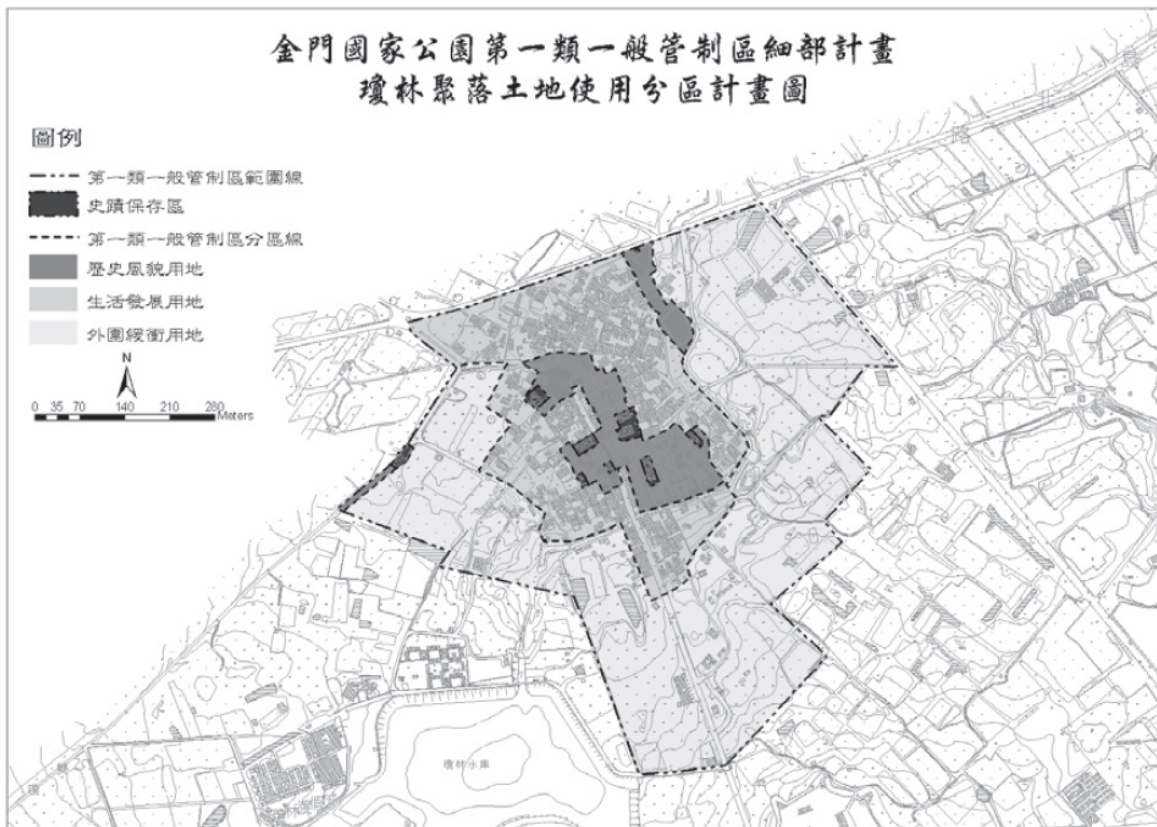 金門國家公園第一類一般管制區細部計畫
瓊林聚落土地使用分區計畫圖
圖例
第一類一般管制區範圍線
史蹟保存區
第一類一般管制區分區線
歷史風貌用地
生活發展用地
外圍緩衝用地
N
0 35 70 140 210 280
Meters
瓊林水庫